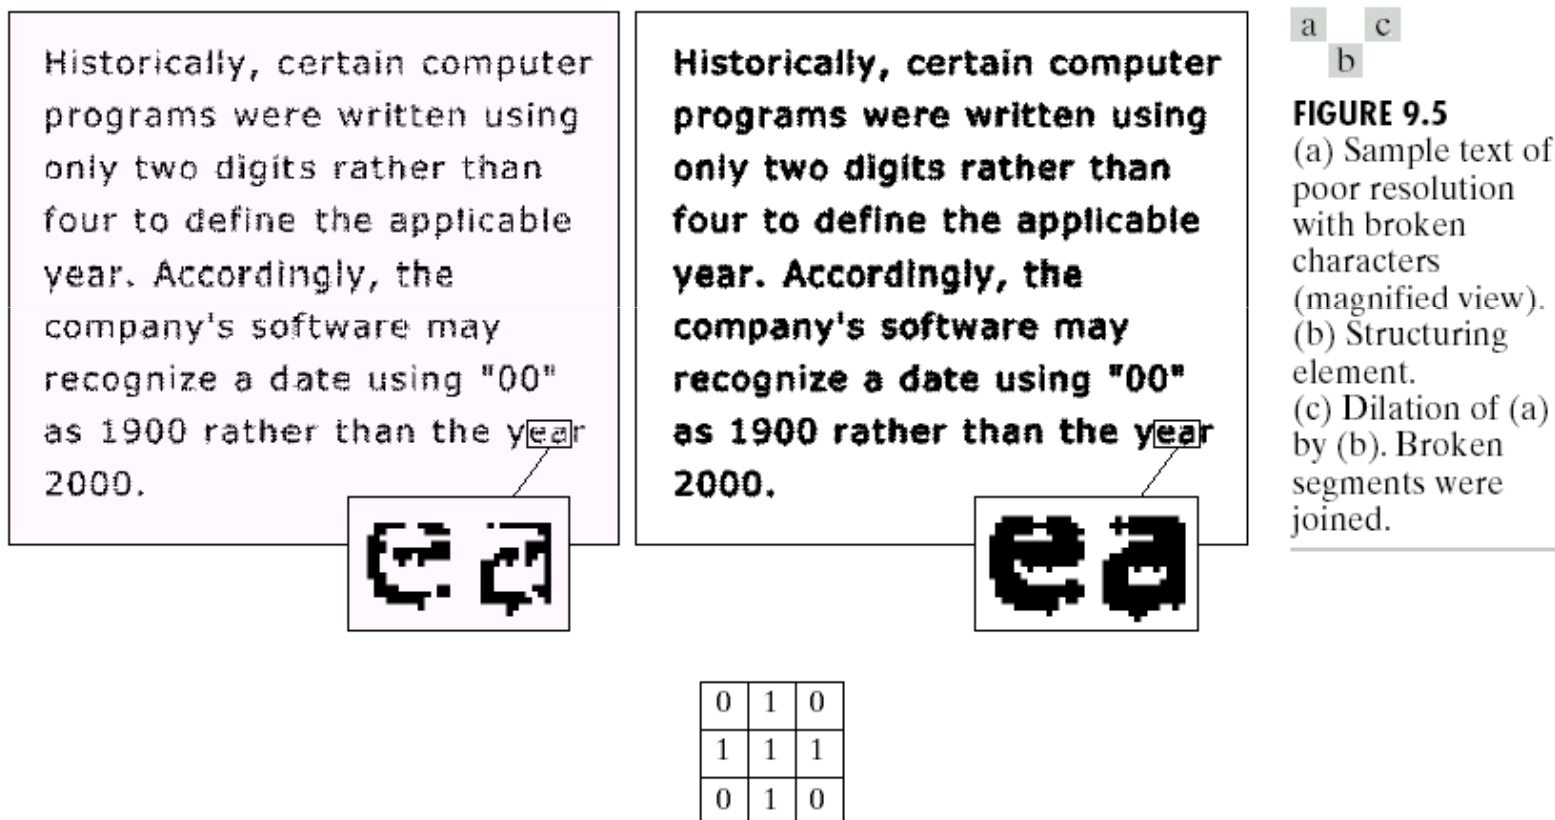 Historically, certain computer
programs were written using
only two digits rather than
four to define the applicable
year. Accordingly, the
company's software may
recognize a date using "00"
as 1900 rather than the year
2000.
ea
Historically, certain computer
programs were written using
only two digits rather than
four to define the applicable
year. Accordingly, the
company's software may
recognize a date using "00"
as 1900 rather than the year
2000.
ea
a c
b
FIGURE 9.5
(a) Sample text of
poor resolution
with broken
characters
(magnified view).
(b) Structuring
element.
(c) Dilation of (a)
by (b). Broken
segments were
joined.
0 1 0
1 1 1
0 1 0